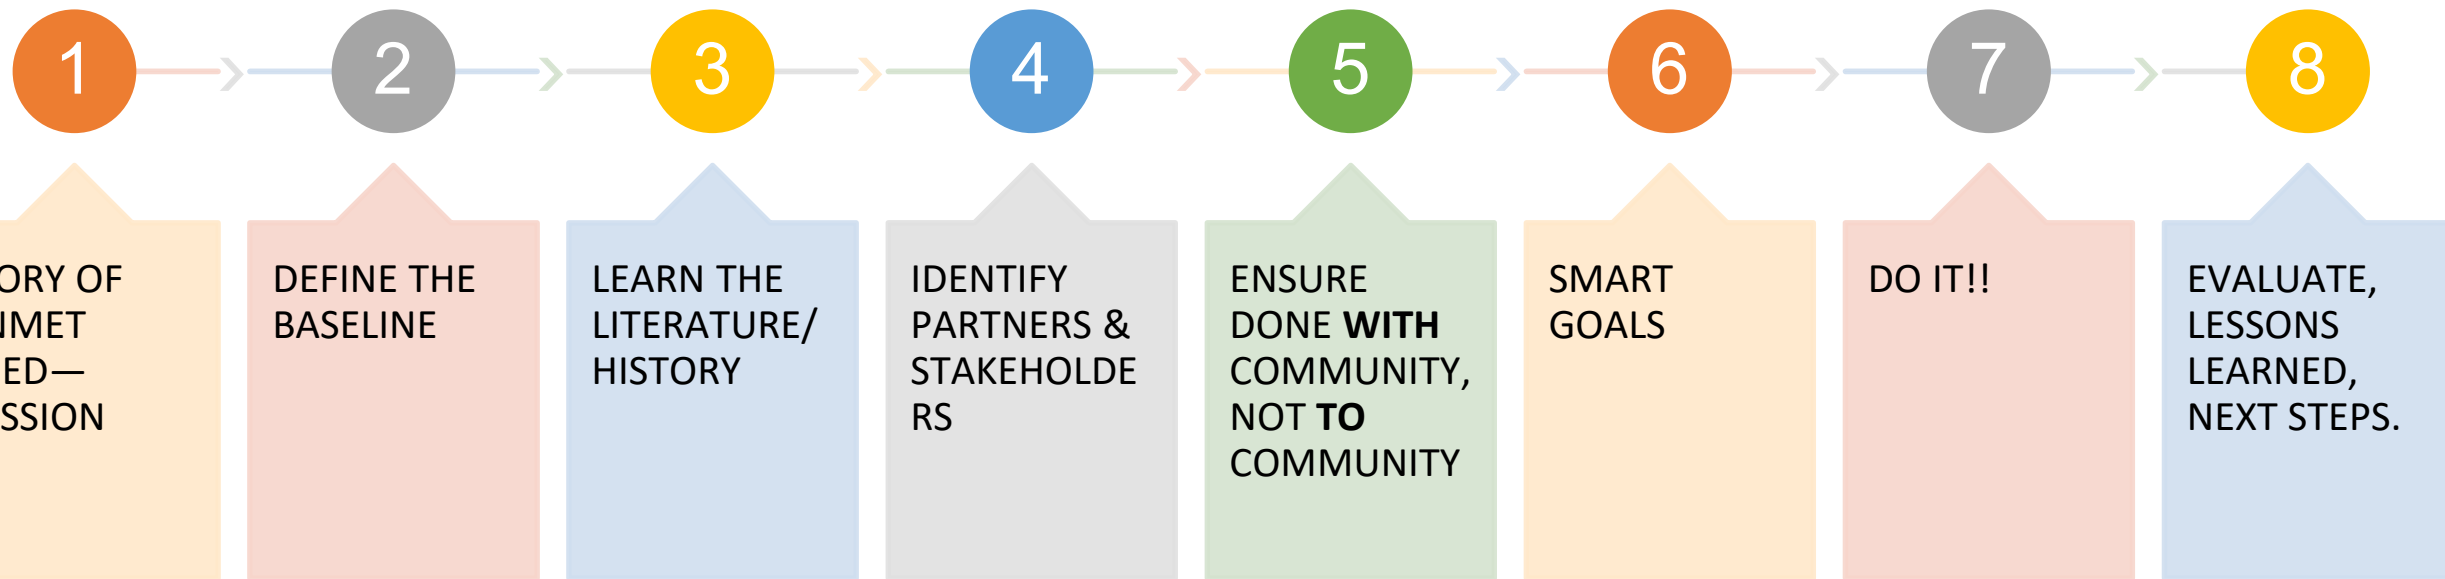 1
2
3
4
5
6
7
8
ORY OF
NMET
ED—
SSION
DEFINE THE
BASELINE
LEARN THE
LITERATURE/
HISTORY
IDENTIFY
PARTNERS &
STAKEHOLDE
RS
ENSURE
DONE WITH
COMMUNITY,
NOT TO
COMMUNITY
SMART
GOALS
DO IT!!
EVALUATE,
LESSONS
LEARNED,
NEXT STEPS.